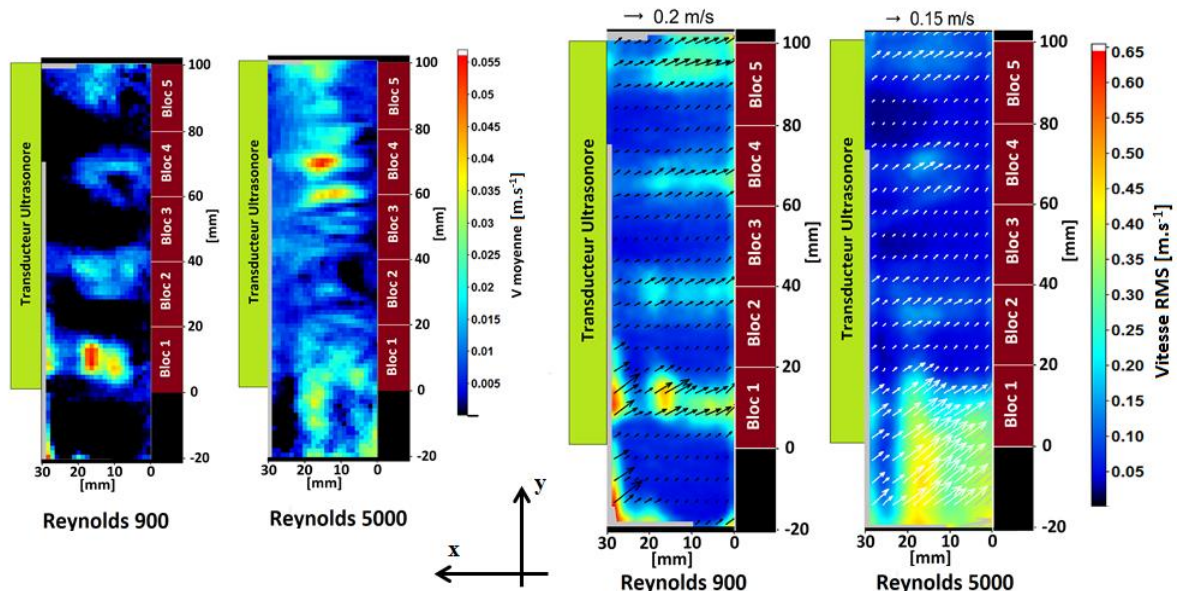 Transducteur Ultrasonore
Bloc 5
Bloc 4
Bloc 3
Bloc 2
Bloc 1
100
80
60
40
20
0
-20
[mm]
30 20 10 0
[mm]
Reynolds 900
Transducteur Ultrasonore
Bloc 5
Bloc 4
Bloc 3
Bloc 2
Bloc 1
100
80
60
40
20
0
-20
[mm]
30 20 10 0
[mm]
Reynolds 5000
0.055
0.045
0.035
0.030
0.025
0.020
0.015
0.010
0.005
V moyenne [m.s⁻¹]
y
x
→ 0.2 m/s
Transducteur Ultrasonore
Bloc 5
Bloc 4
Bloc 3
Bloc 2
Bloc 1
100
80
60
40
20
0
-20
[mm]
30 20 10 0
[mm]
Reynolds 900
→ 0.15 m/s
Transducteur Ultrasonore
Bloc 5
Bloc 4
Bloc 3
Bloc 2
Bloc 1
100
80
60
40
20
0
-20
[mm]
30 20 10 0
[mm]
Reynolds 5000
0.65
0.60
0.55
0.50
0.45
0.40
0.35
0.30
0.25
0.20
0.15
0.10
0.05
Vitesse RMS [m.s⁻¹]